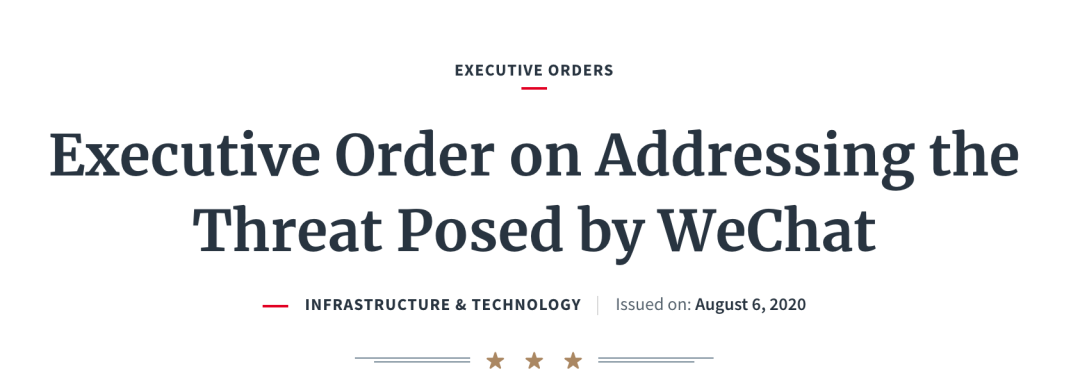 EXECUTIVE ORDERS
Executive Order on Addressing the
Threat Posed by WeChat
INFRASTRUCTURE & TECHNOLOGY | Issued on: August 6, 2020